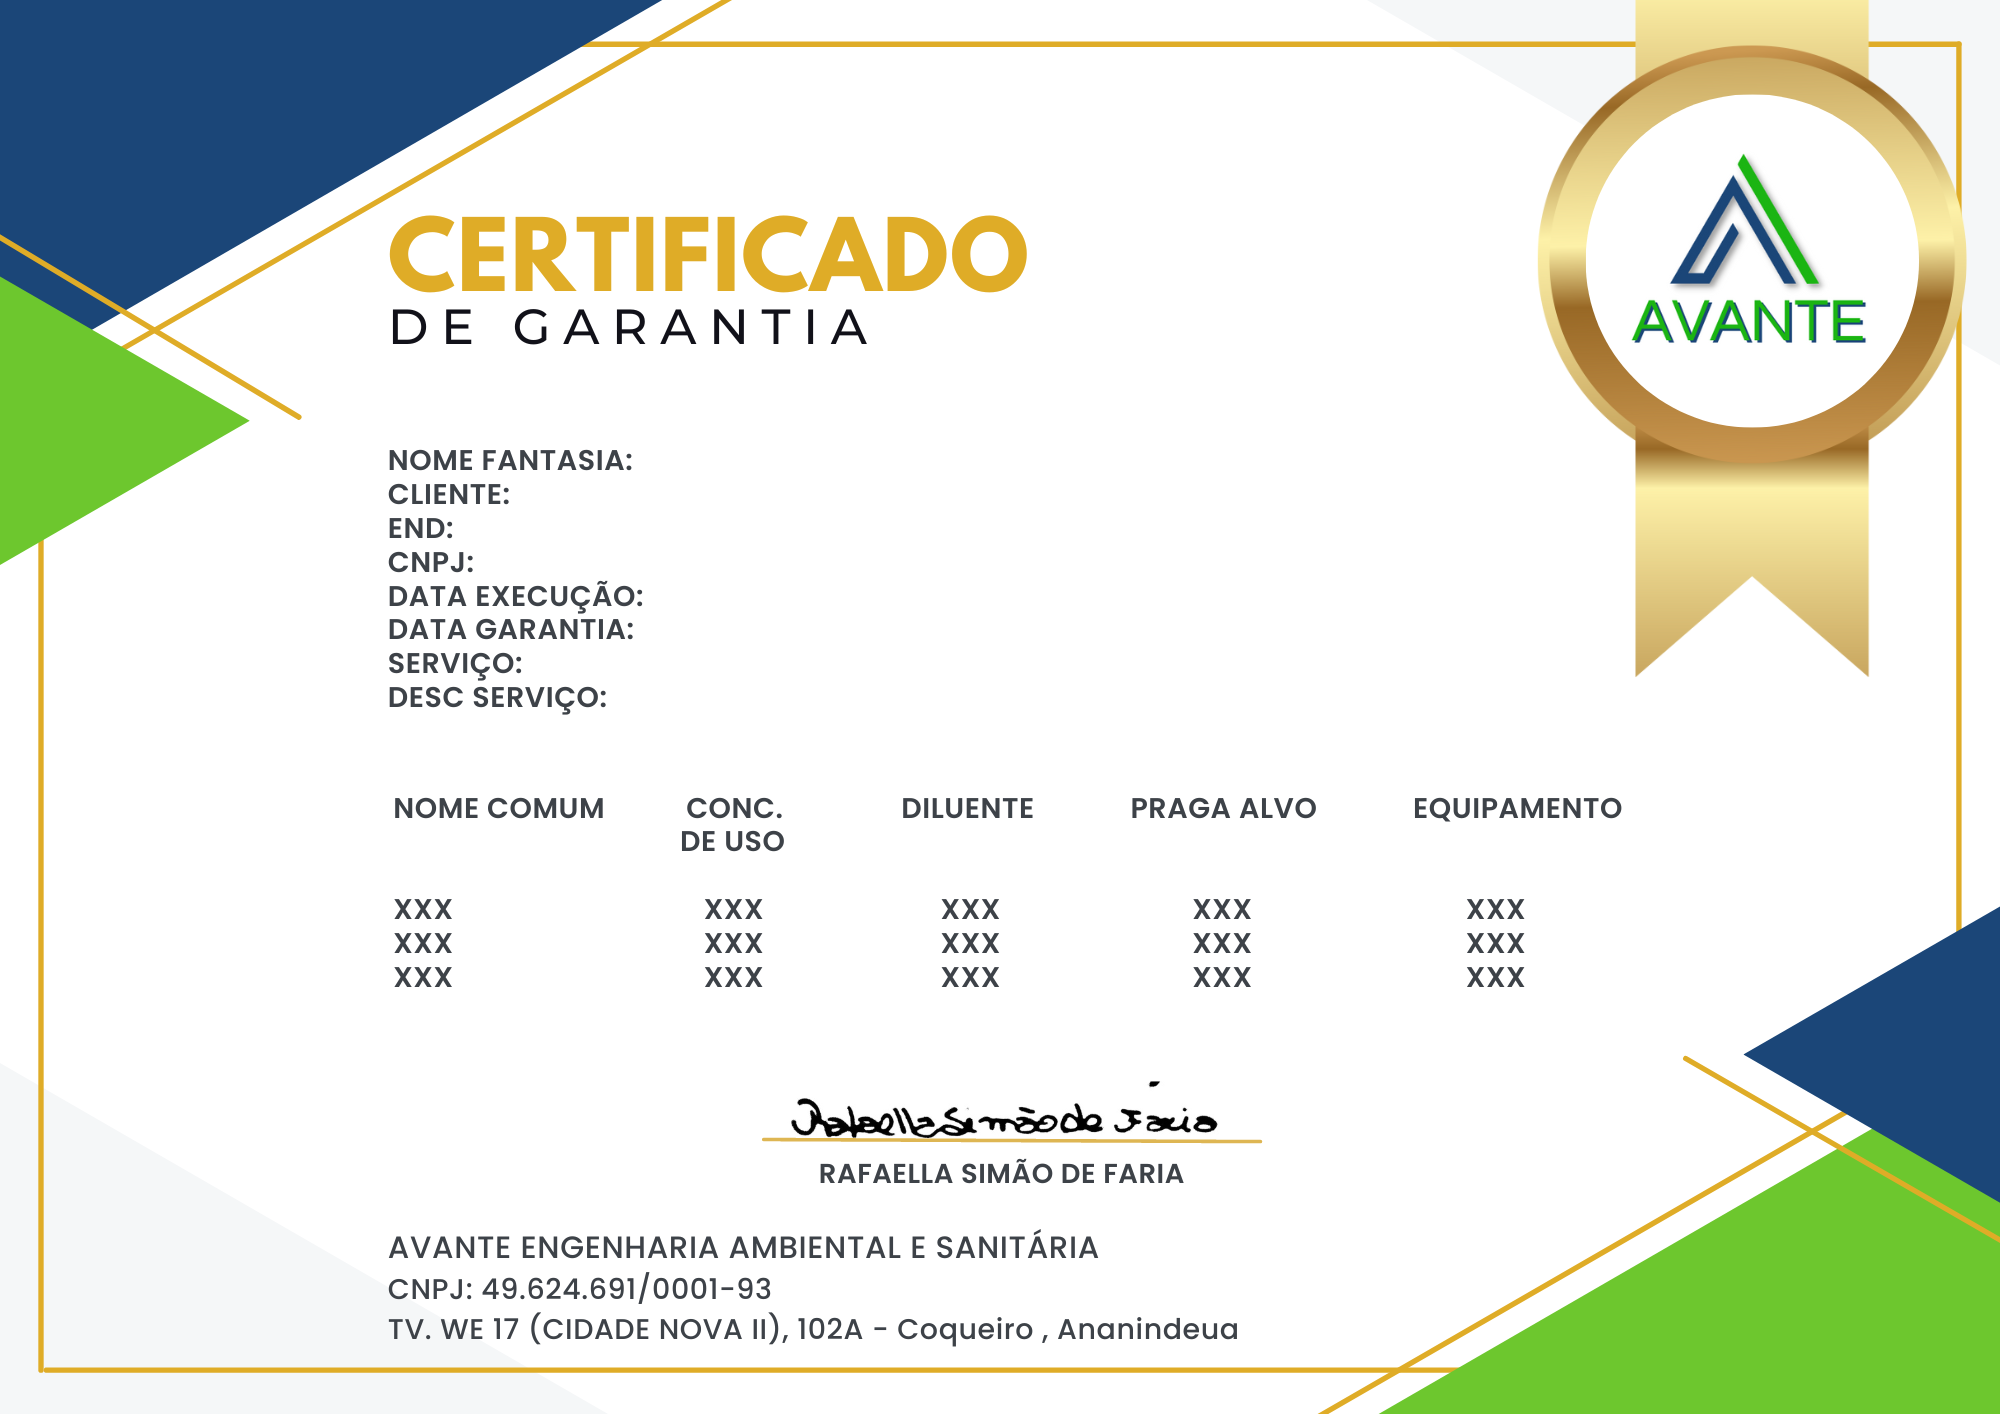 CERTIFICADO
DE GARANTIA
AVANTE
NOME FANTASIA:
CLIENTE:
END:
CNPJ:
DATA EXECUÇÃO:
DATA GARANTIA:
SERVIÇO:
DESC SERVIÇO:
NOME COMUM CONC. DILUENTE PRAGA ALVO EQUIPAMENTO
DE USO
XXX XXX XXX XXX XXX
XXX XXX XXX XXX XXX
XXX XXX XXX XXX XXX
Rafaella Simão de Faria
RAFAELLA SIMÃO DE FARIA
AVANTE ENGENHARIA AMBIENTAL E SANITÁRIA
CNPJ: 49.624.691/0001-93
TV. WE 17 (CIDADE NOVA II), 102A - Coqueiro , Ananindeua